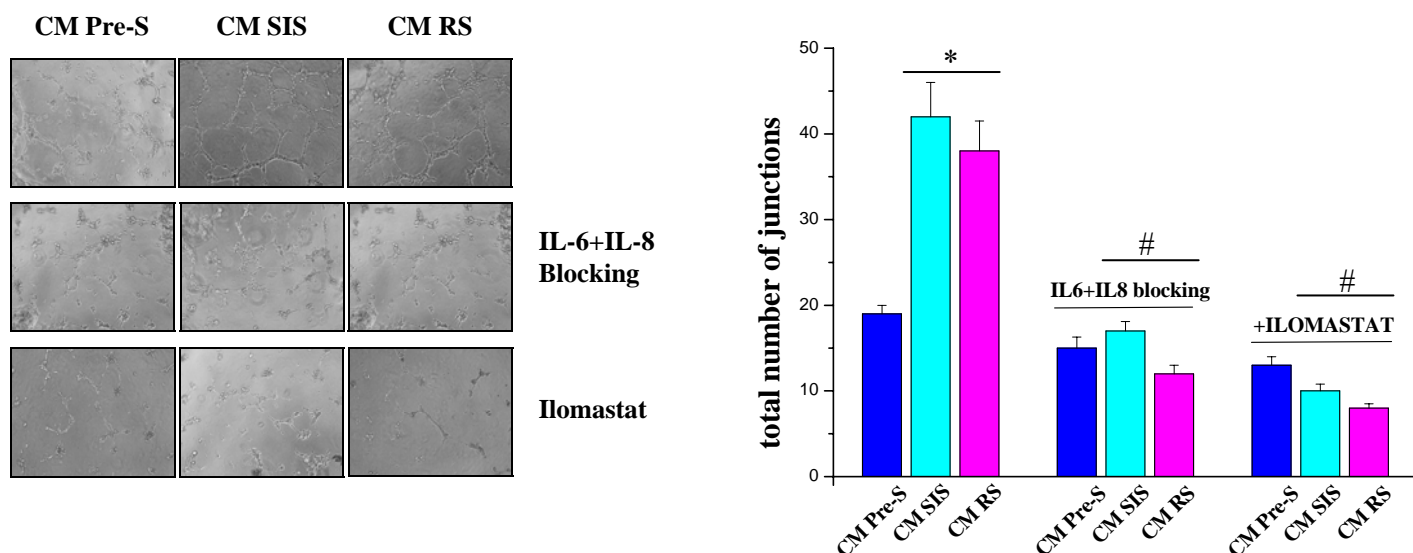 CM Pre-S CM SIS CM RS
IL-6+IL-8
Blocking
Ilomastat
total number of junctions
50
40
30
20
10
0
*
#
IL6+IL8 blocking
#
+ILOMASTAT
CM Pre-S CM SIS CM RS CM Pre-S CM SIS CM RS CM Pre-S CM SIS CM RS